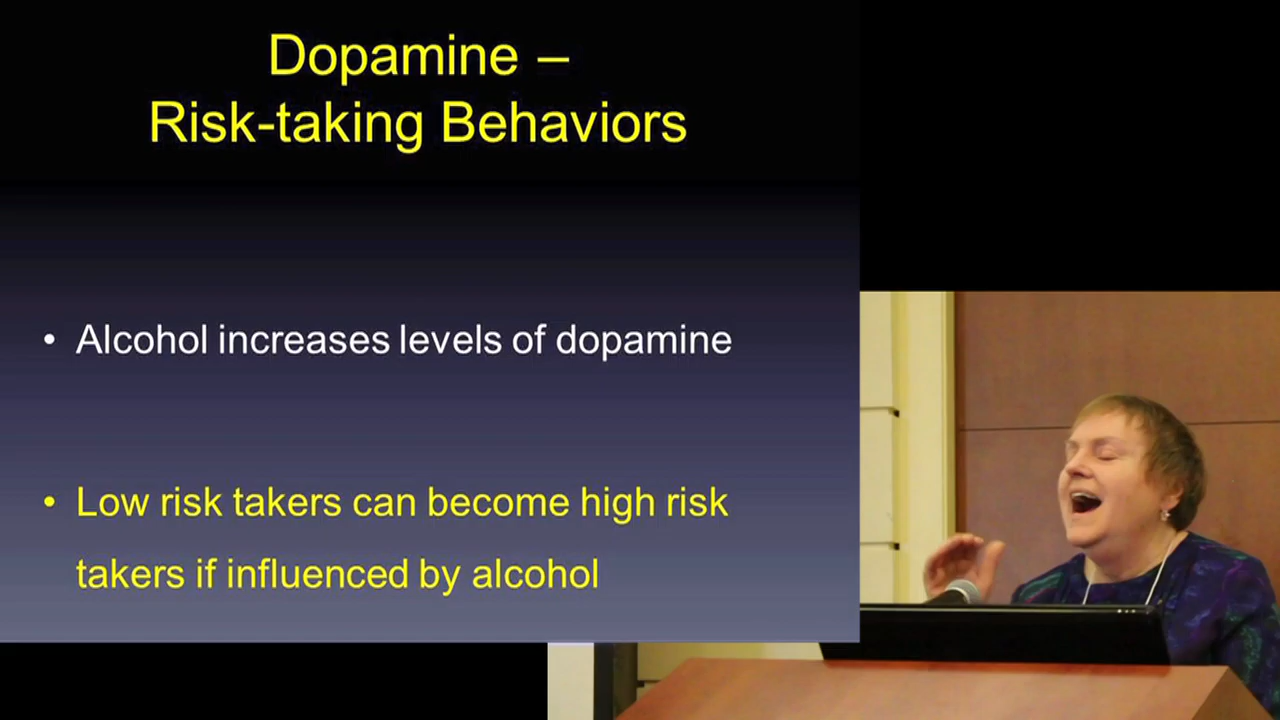 Dopamine –
Risk-taking Behaviors
• Alcohol increases levels of dopamine
• Low risk takers can become high risk
takers if influenced by alcohol